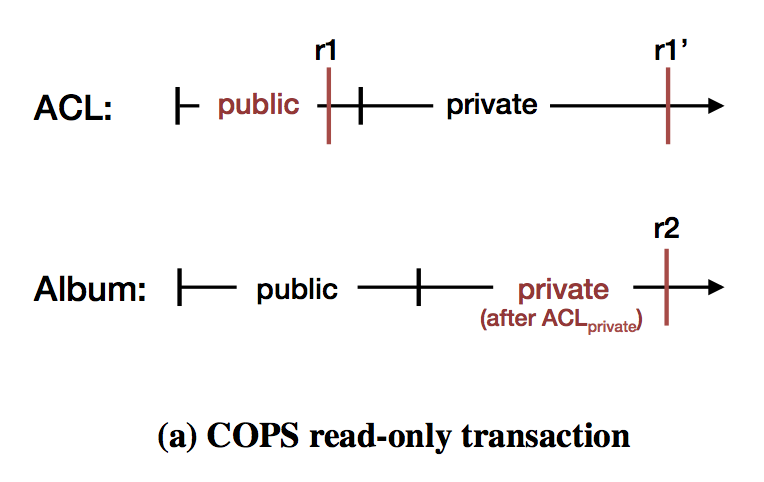 r1 r1’
ACL: public private
r2
Album: public private
(after ACLprivate)
(a) COPS read-only transaction